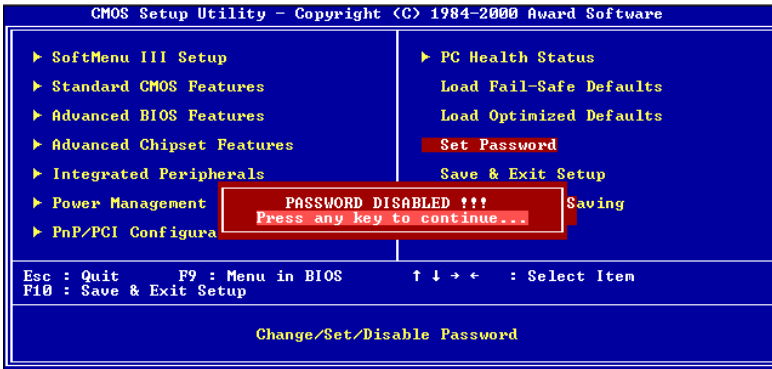 CMOS Setup Utility - Copyright (C) 1984-2000 Award Software
▶ SoftMenu III Setup
▶ Standard CMOS Features
▶ Advanced BIOS Features
▶ Advanced Chipset Features
▶ Integrated Peripherals
▶ Power Management
▶ PnP/PCI Configura
▶ PC Health Status
Load Fail-Safe Defaults
Load Optimized Defaults
Set Password
Save & Exit Setup
Saving
PASSWORD DISABLED !!!
Press any key to continue...
Esc : Quit F9 : Menu in BIOS ↑ ↓ → ← : Select Item
F10 : Save & Exit Setup
Change/Set/Disable Password